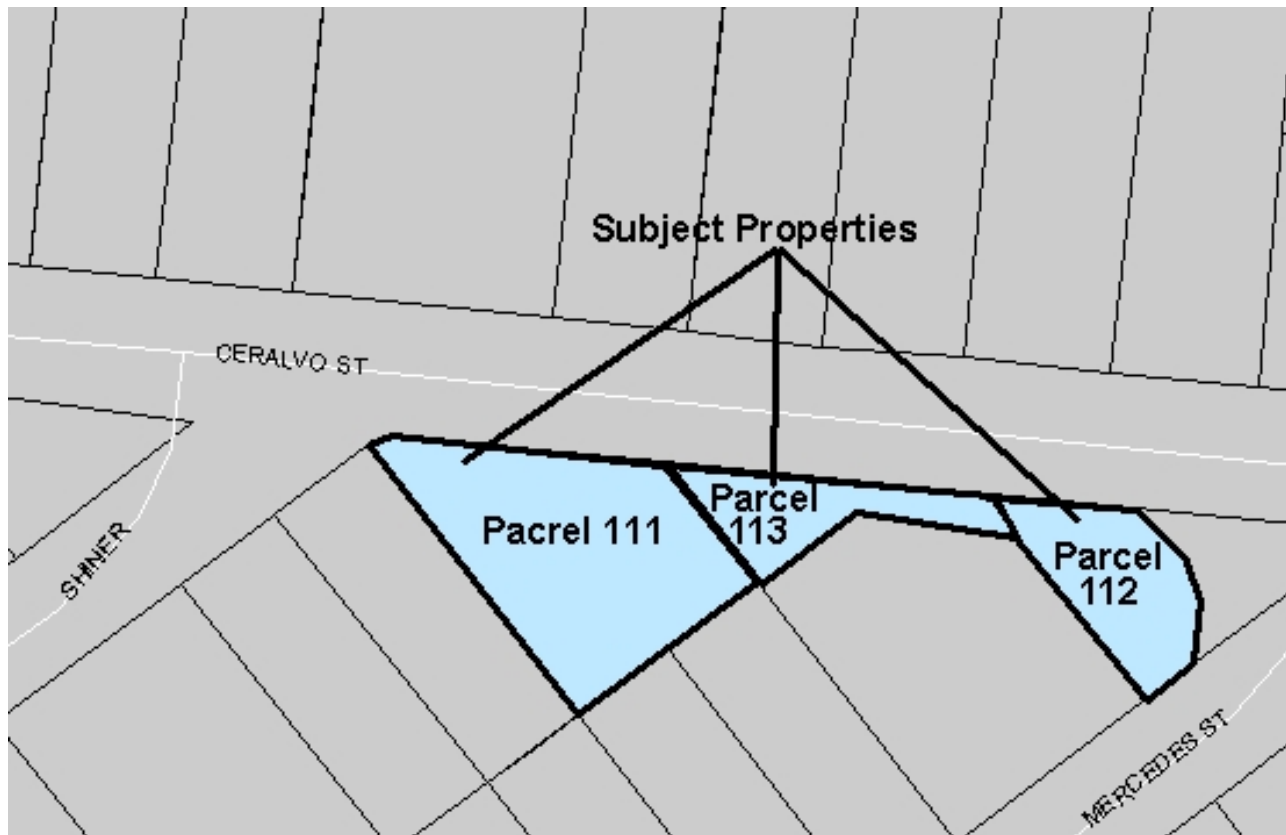 Subject Properties
CERALVO ST
Parcel
113
Pacrel 111
Parcel
112
SHINER
MERCEDES ST